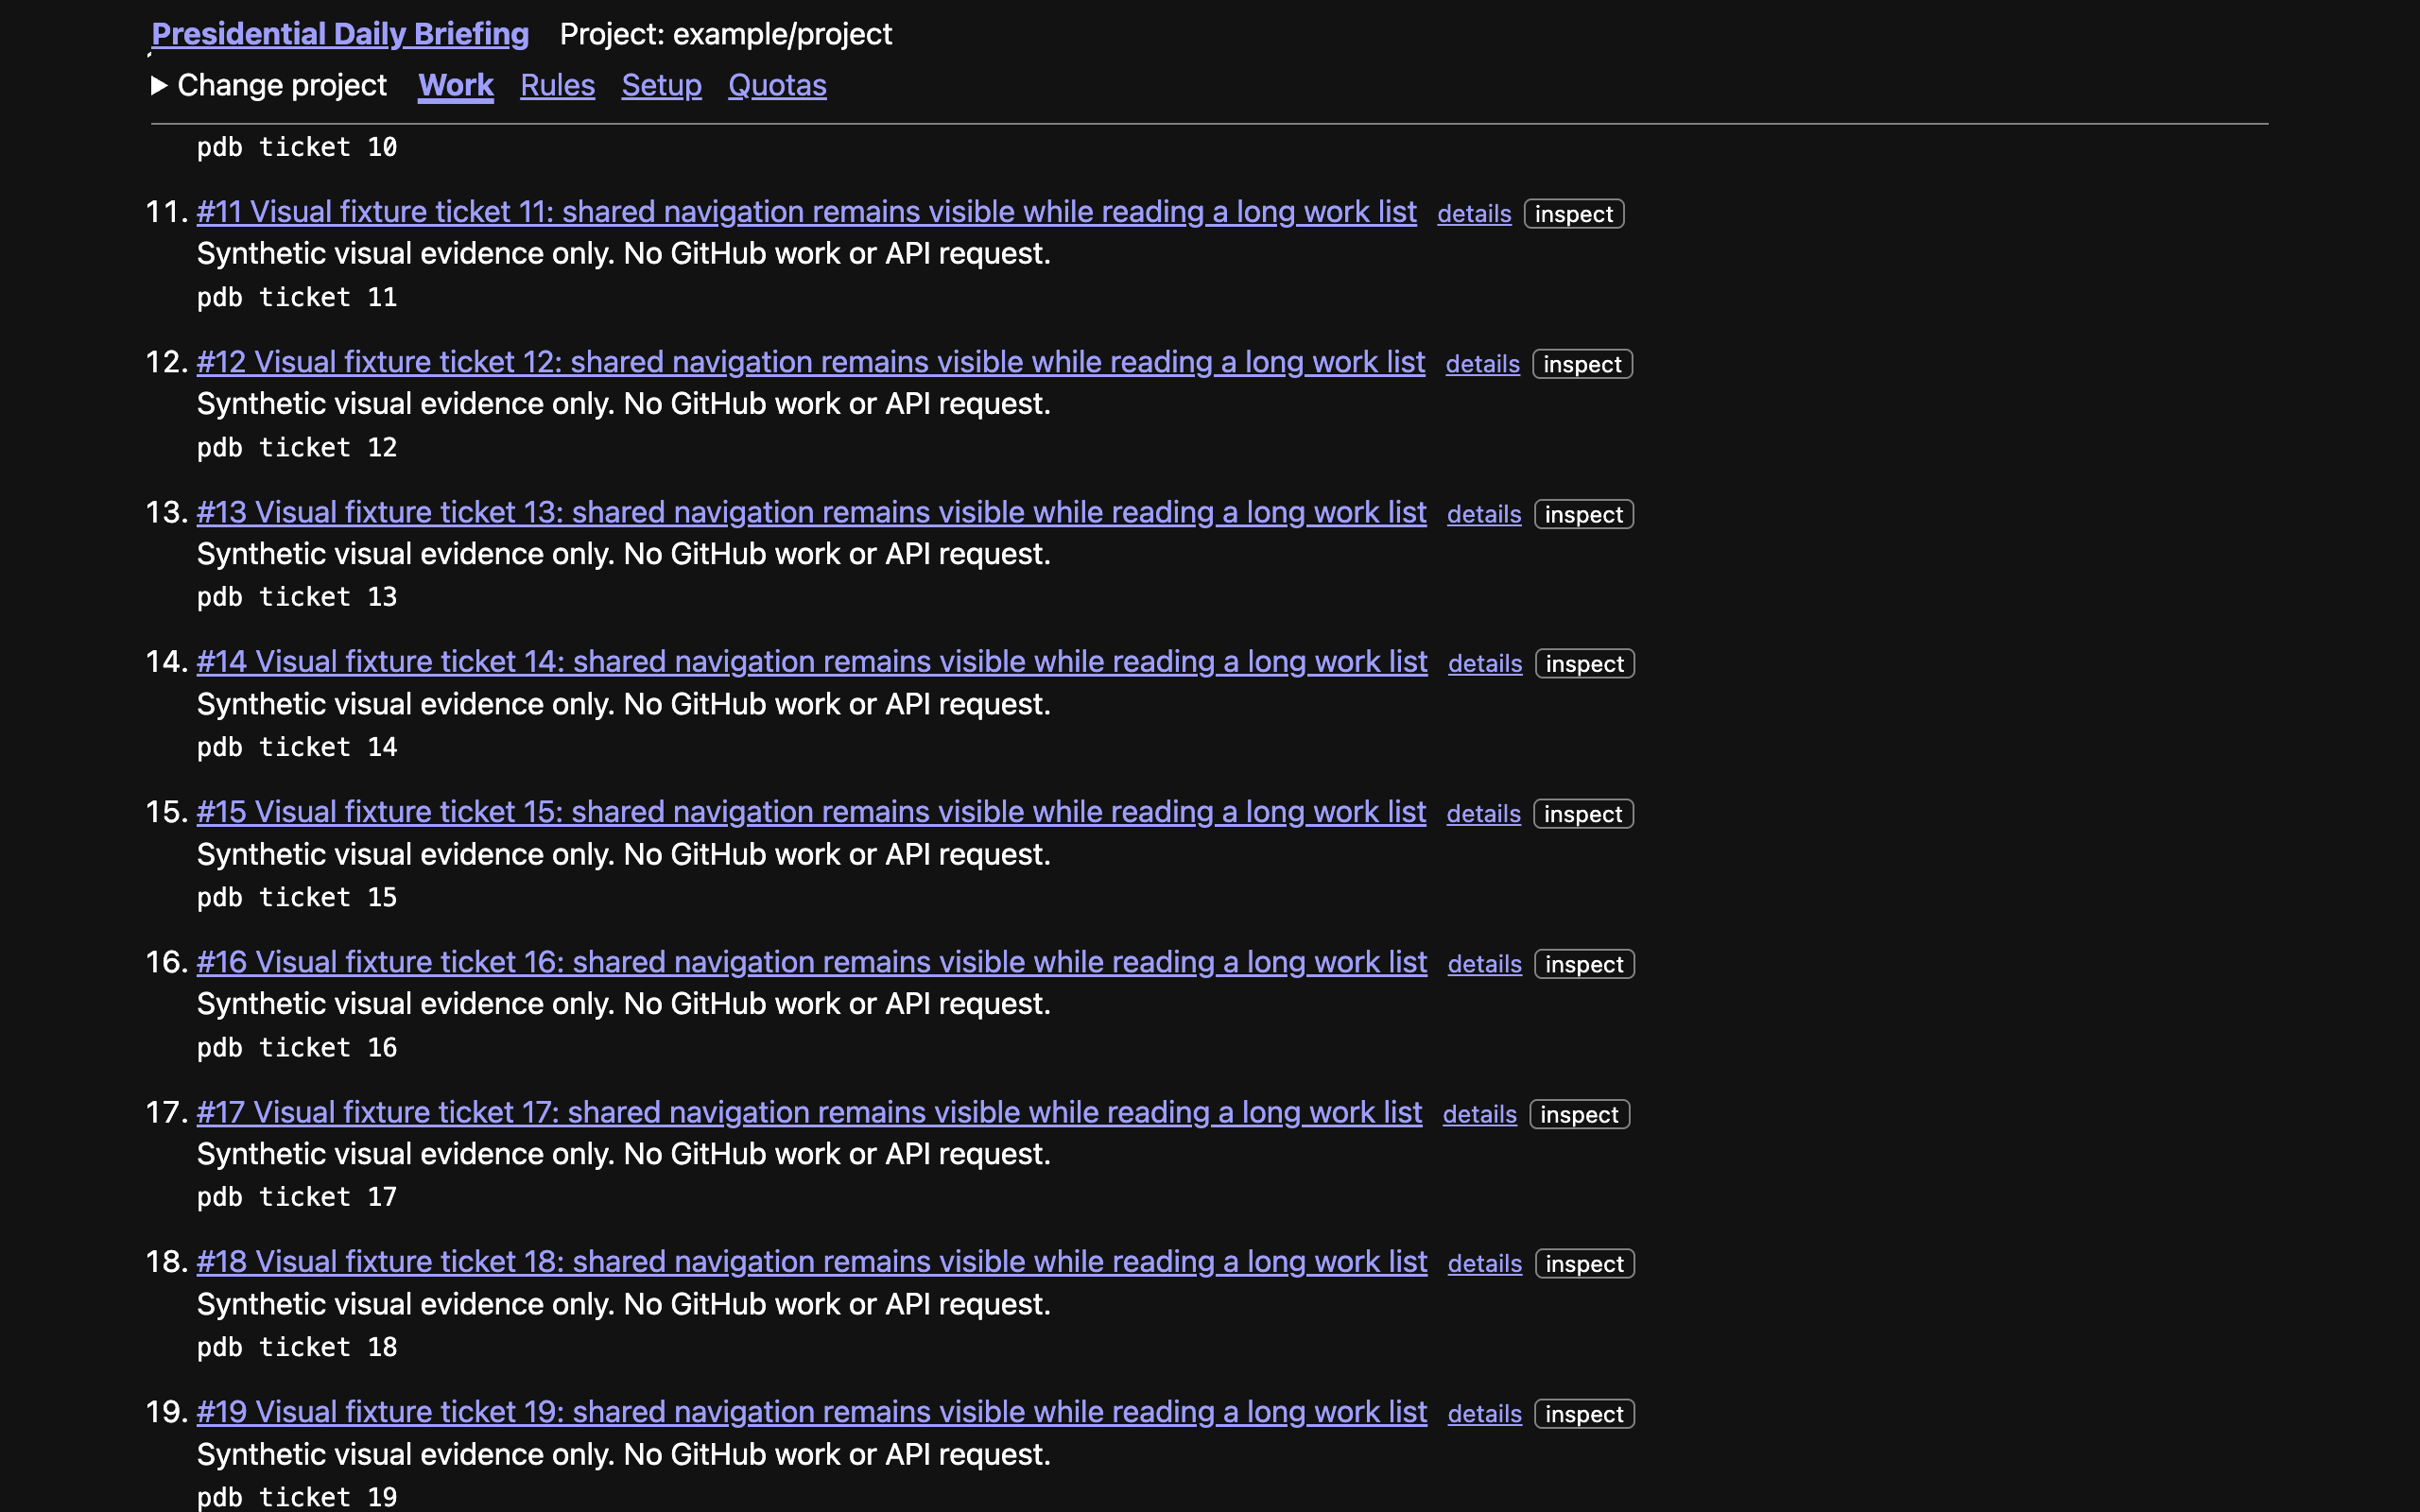 Presidential Daily Briefing Project: example/project
▶ Change project Work Rules Setup Quotas
pdb ticket 10
11. #11 Visual fixture ticket 11: shared navigation remains visible while reading a long work list details inspect
Synthetic visual evidence only. No GitHub work or API request.
pdb ticket 11
12. #12 Visual fixture ticket 12: shared navigation remains visible while reading a long work list details inspect
Synthetic visual evidence only. No GitHub work or API request.
pdb ticket 12
13. #13 Visual fixture ticket 13: shared navigation remains visible while reading a long work list details inspect
Synthetic visual evidence only. No GitHub work or API request.
pdb ticket 13
14. #14 Visual fixture ticket 14: shared navigation remains visible while reading a long work list details inspect
Synthetic visual evidence only. No GitHub work or API request.
pdb ticket 14
15. #15 Visual fixture ticket 15: shared navigation remains visible while reading a long work list details inspect
Synthetic visual evidence only. No GitHub work or API request.
pdb ticket 15
16. #16 Visual fixture ticket 16: shared navigation remains visible while reading a long work list details inspect
Synthetic visual evidence only. No GitHub work or API request.
pdb ticket 16
17. #17 Visual fixture ticket 17: shared navigation remains visible while reading a long work list details inspect
Synthetic visual evidence only. No GitHub work or API request.
pdb ticket 17
18. #18 Visual fixture ticket 18: shared navigation remains visible while reading a long work list details inspect
Synthetic visual evidence only. No GitHub work or API request.
pdb ticket 18
19. #19 Visual fixture ticket 19: shared navigation remains visible while reading a long work list details inspect
Synthetic visual evidence only. No GitHub work or API request.
pdb ticket 19